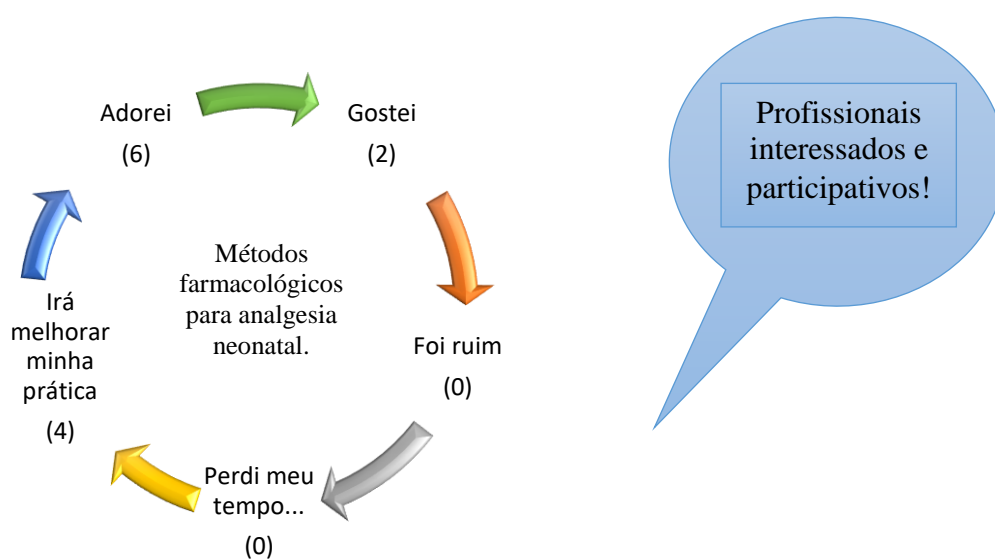 Adorei
(6)
Gostei
(2)
Foi ruim
(0)
Perdi meu
tempo...
(0)
Irá
melhorar
minha
prática
(4)
Métodos
farmacológicos
para analgesia
neonatal.
Profissionais
interessados e
participativos!